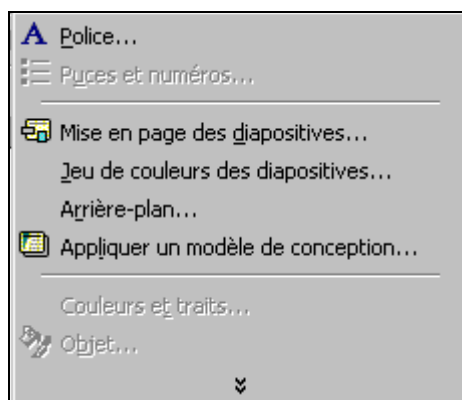 Police...
Puces et numéros...
Mise en page des diapositives...
Jeu de couleurs des diapositives...
Arrière-plan...
Appliquer un modèle de conception...
Couleurs et traits...
Objet...